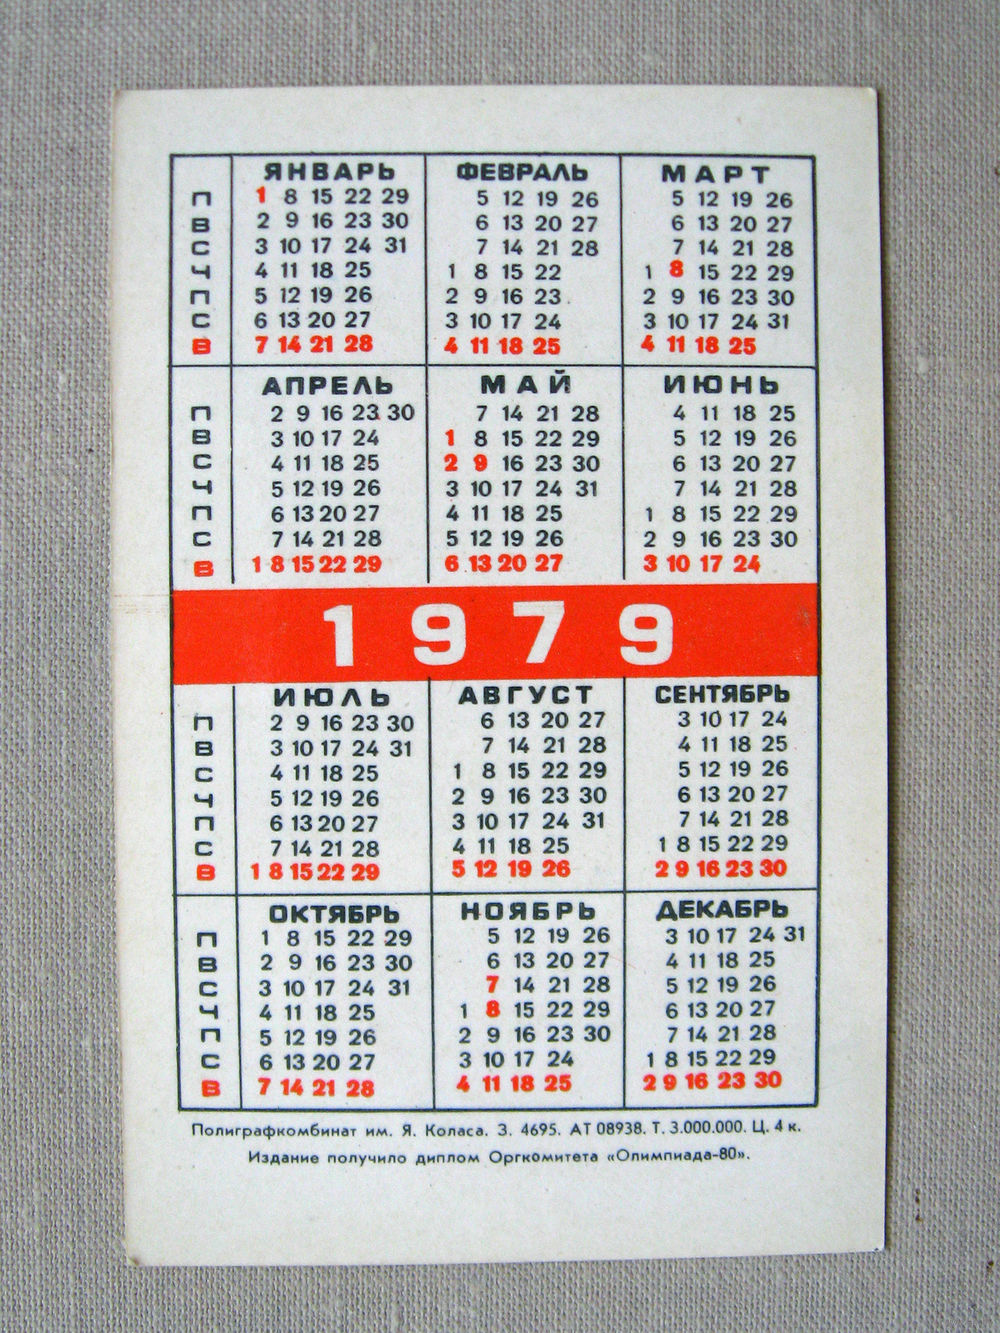 ЯНВАРЬ ФЕВРАЛЬ МАРТ
П 1 8 15 22 29 5 12 19 26 5 12 19 26
В 2 9 16 23 30 6 13 20 27 6 13 20 27
С 3 10 17 24 31 7 14 21 28 7 14 21 28
Ч 4 11 18 25 1 8 15 22 1 8 15 22 29
П 5 12 19 26 2 9 16 23 2 9 16 23 30
С 6 13 20 27 3 10 17 24 3 10 17 24 31
В 7 14 21 28 4 11 18 25 4 11 18 25
АПРЕЛЬ МАЙ ИЮНЬ
П 2 9 16 23 30 7 14 21 28 4 11 18 25
В 3 10 17 24 1 8 15 22 29 5 12 19 26
С 4 11 18 25 2 9 16 23 30 6 13 20 27
Ч 5 12 19 26 3 10 17 24 31 7 14 21 28
П 6 13 20 27 4 11 18 25 1 8 15 22 29
С 7 14 21 28 5 12 19 26 2 9 16 23 30
В 1 8 15 22 29 6 13 20 27 3 10 17 24
1979
ИЮЛЬ АВГУСТ СЕНТЯБРЬ
П 2 9 16 23 30 6 13 20 27 3 10 17 24
В 3 10 17 24 31 7 14 21 28 4 11 18 25
С 4 11 18 25 1 8 15 22 29 5 12 19 26
Ч 5 12 19 26 2 9 16 23 30 6 13 20 27
П 6 13 20 27 3 10 17 24 31 7 14 21 28
С 7 14 21 28 4 11 18 25 1 8 15 22 29
В 1 8 15 22 29 5 12 19 26 2 9 16 23 30
ОКТЯБРЬ НОЯБРЬ ДЕКАБРЬ
П 1 8 15 22 29 5 12 19 26 3 10 17 24 31
В 2 9 16 23 30 6 13 20 27 4 11 18 25
С 3 10 17 24 31 7 14 21 28 5 12 19 26
Ч 4 11 18 25 1 8 15 22 29 6 13 20 27
П 5 12 19 26 2 9 16 23 30 7 14 21 28
С 6 13 20 27 3 10 17 24 1 8 15 22 29
В 7 14 21 28 4 11 18 25 2 9 16 23 30
Полиграфкомбинат им. Я. Коласа. З. 4695. АТ 08938. Т. 3.000.000. Ц. 4 к.
Издание получило диплом Оргкомитета «Олимпиада-80».